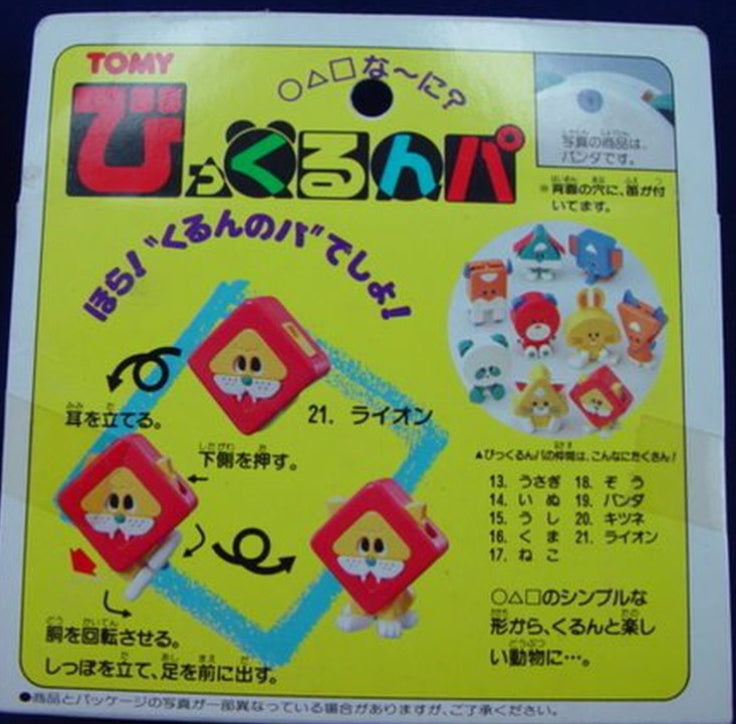 TOMY
○△□な～に?
びっくるんパ
写真の商品は、
パンダです。
※背面の穴に、笛が付
いてます。
ほら!"くるんのパ"でしょ!
21. ライオン
耳を立てる。
下側を押す。
▲びっくるんパの仲間は、こんなにたくさん!
13. うさぎ 18. ぞう
14. いぬ 19. パンダ
15. うし 20. キツネ
16. くま 21. ライオン
17. ねこ
胴を回転させる。
しっぽを立て、足を前に出す。
○△□のシンプルな
形から、くるんと楽し
い動物に…。
●商品とパッケージの写真が一部異なっている場合がありますが、ご了承ください。